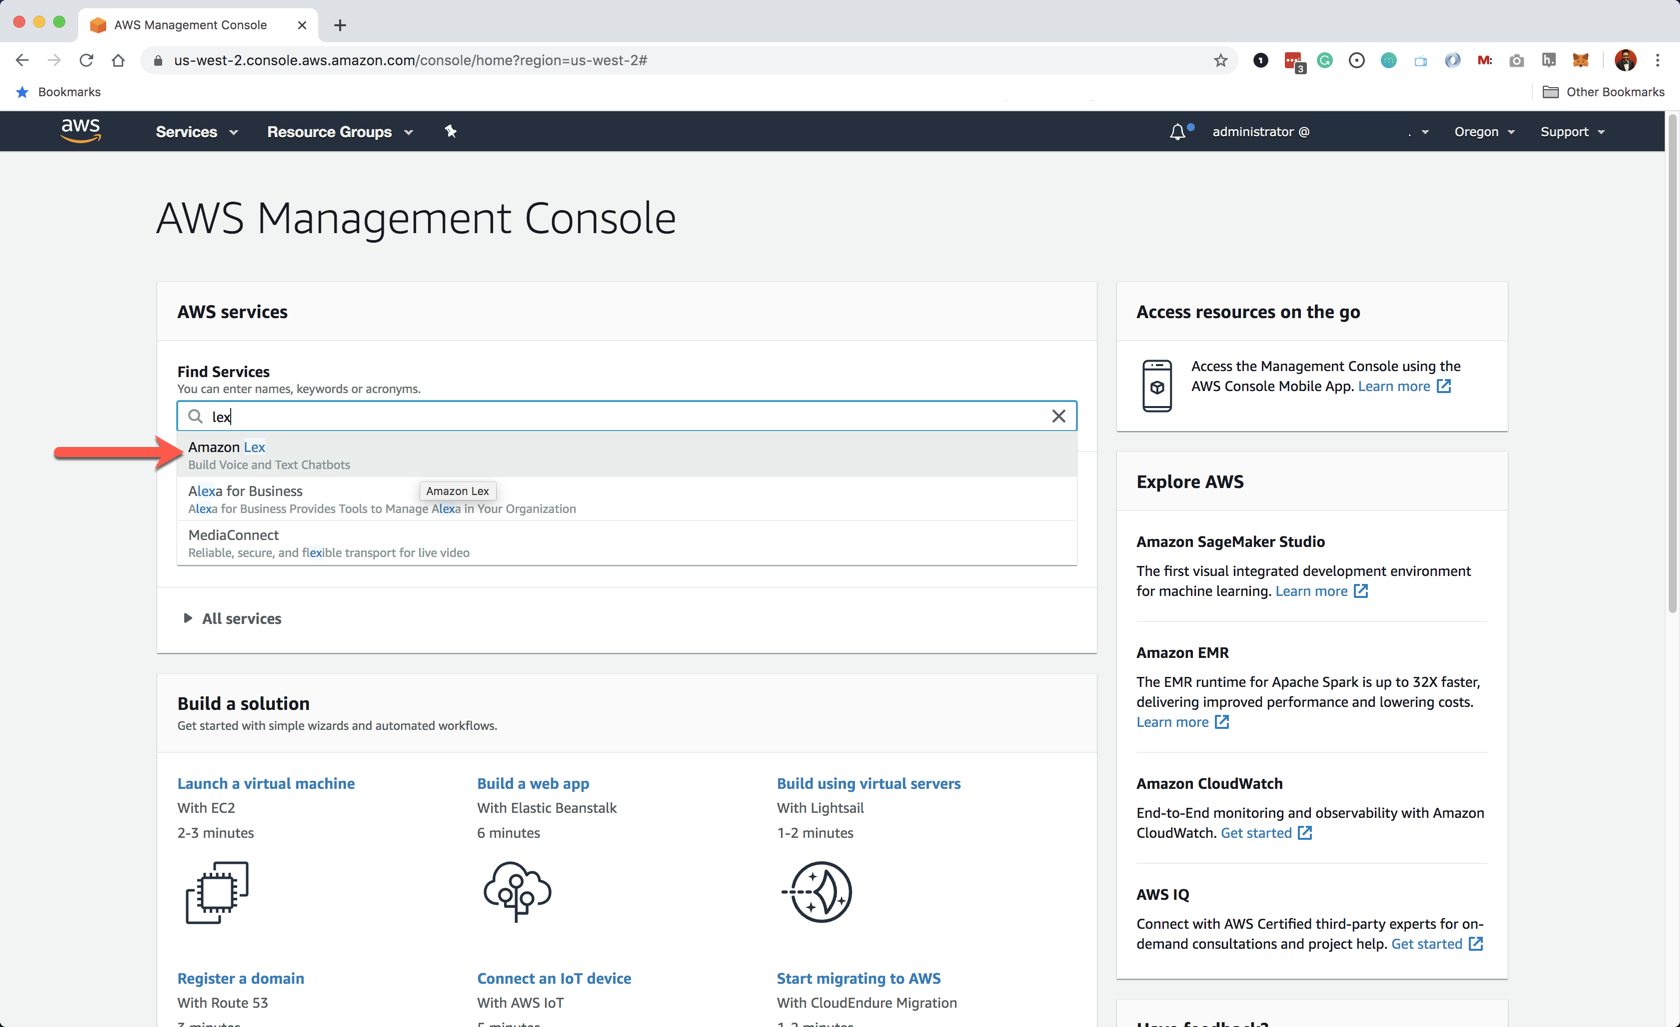 AWS Management Console
us-west-2.console.aws.amazon.com/console/home?region=us-west-2#
3
M:
h.
Bookmarks
Other Bookmarks
aws
Services
Resource Groups
administrator @
.
Oregon
Support
AWS Management Console
AWS services
Find Services
You can enter names, keywords or acronyms.
lex
Amazon Lex
Build Voice and Text Chatbots
Alexa for Business
Amazon Lex
Alexa for Business Provides Tools to Manage Alexa in Your Organization
MediaConnect
Reliable, secure, and flexible transport for live video
All services
Build a solution
Get started with simple wizards and automated workflows.
Launch a virtual machine
With EC2
2-3 minutes
Build a web app
With Elastic Beanstalk
6 minutes
Build using virtual servers
With Lightsail
1-2 minutes
Register a domain
With Route 53
3 minutes
Connect an IoT device
With AWS IoT
5 minutes
Start migrating to AWS
With CloudEndure Migration
1-2 minutes
Access resources on the go
Access the Management Console using the
AWS Console Mobile App. Learn more
Explore AWS
Amazon SageMaker Studio
The first visual integrated development environment
for machine learning. Learn more
Amazon EMR
The EMR runtime for Apache Spark is up to 32X faster,
delivering improved performance and lowering costs.
Learn more
Amazon CloudWatch
End-to-End monitoring and observability with Amazon
CloudWatch. Get started
AWS IQ
Connect with AWS Certified third-party experts for on-
demand consultations and project help. Get started
Have feedback?